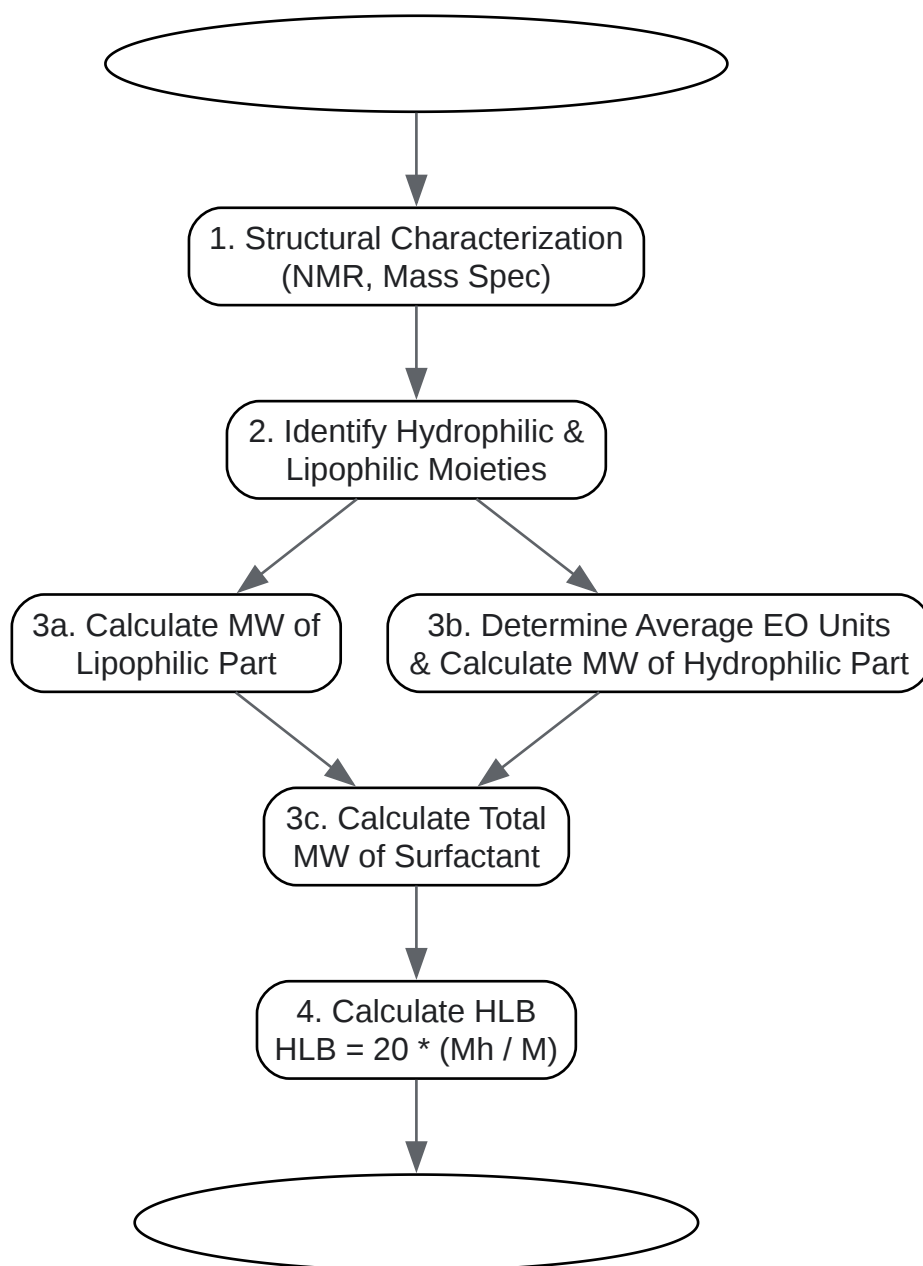 1. Structural Characterization
(NMR, Mass Spec)
2. Identify Hydrophilic &
Lipophilic Moieties
3a. Calculate MW of
Lipophilic Part
3b. Determine Average EO Units
& Calculate MW of Hydrophilic Part
3c. Calculate Total
MW of Surfactant
4. Calculate HLB
HLB = 20 * (Mh / M)